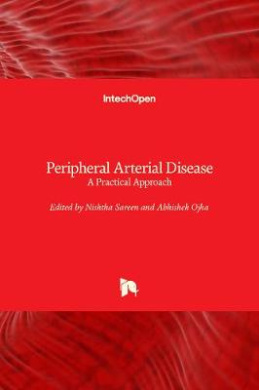 IntechOpen
Peripheral Arterial Disease
A Practical Approach
Edited by Nishtha Sareen and Abhishek Ojha